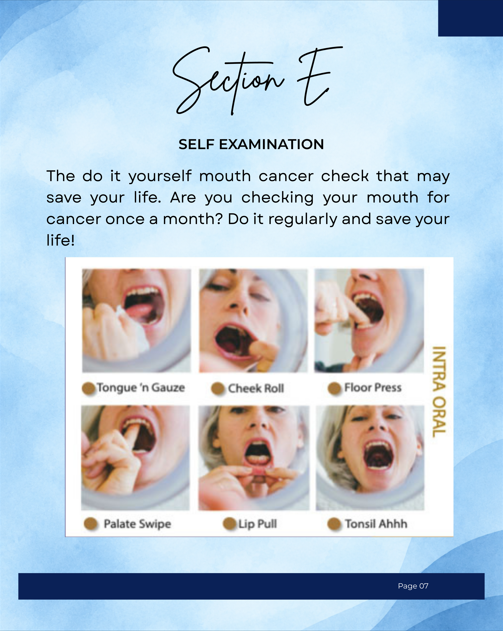 Section E
SELF EXAMINATION
The do it yourself mouth cancer check that may
save your life. Are you checking your mouth for
cancer once a month? Do it regularly and save your
life!
Tongue 'n Gauze
Cheek Roll
Floor Press
Palate Swipe
Lip Pull
Tonsil Ahhh
INTRA ORAL
Page 07